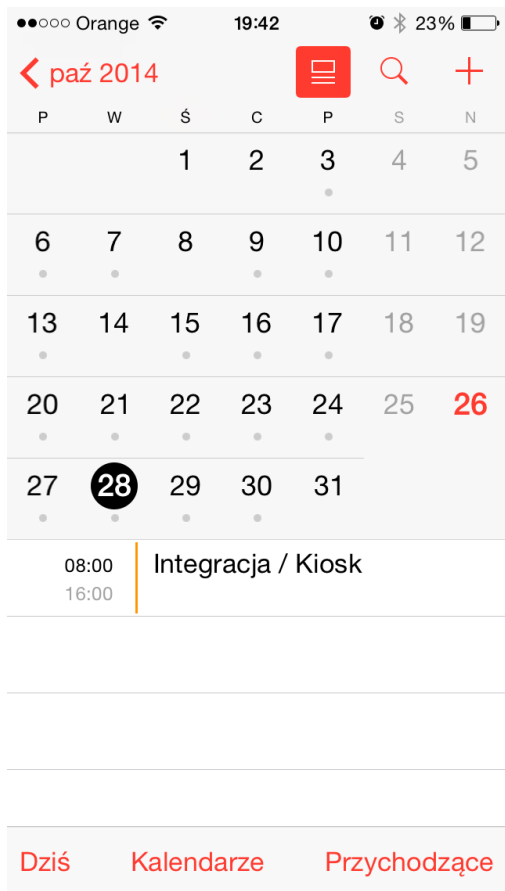 Orange 19:42 23%
paź 2014
P W Ś C P S N
1 2 3 4 5
6 7 8 9 10 11 12
13 14 15 16 17 18 19
20 21 22 23 24 25 26
27 28 29 30 31
08:00 Integracja / Kiosk
16:00
Dziś Kalendarze Przychodzące